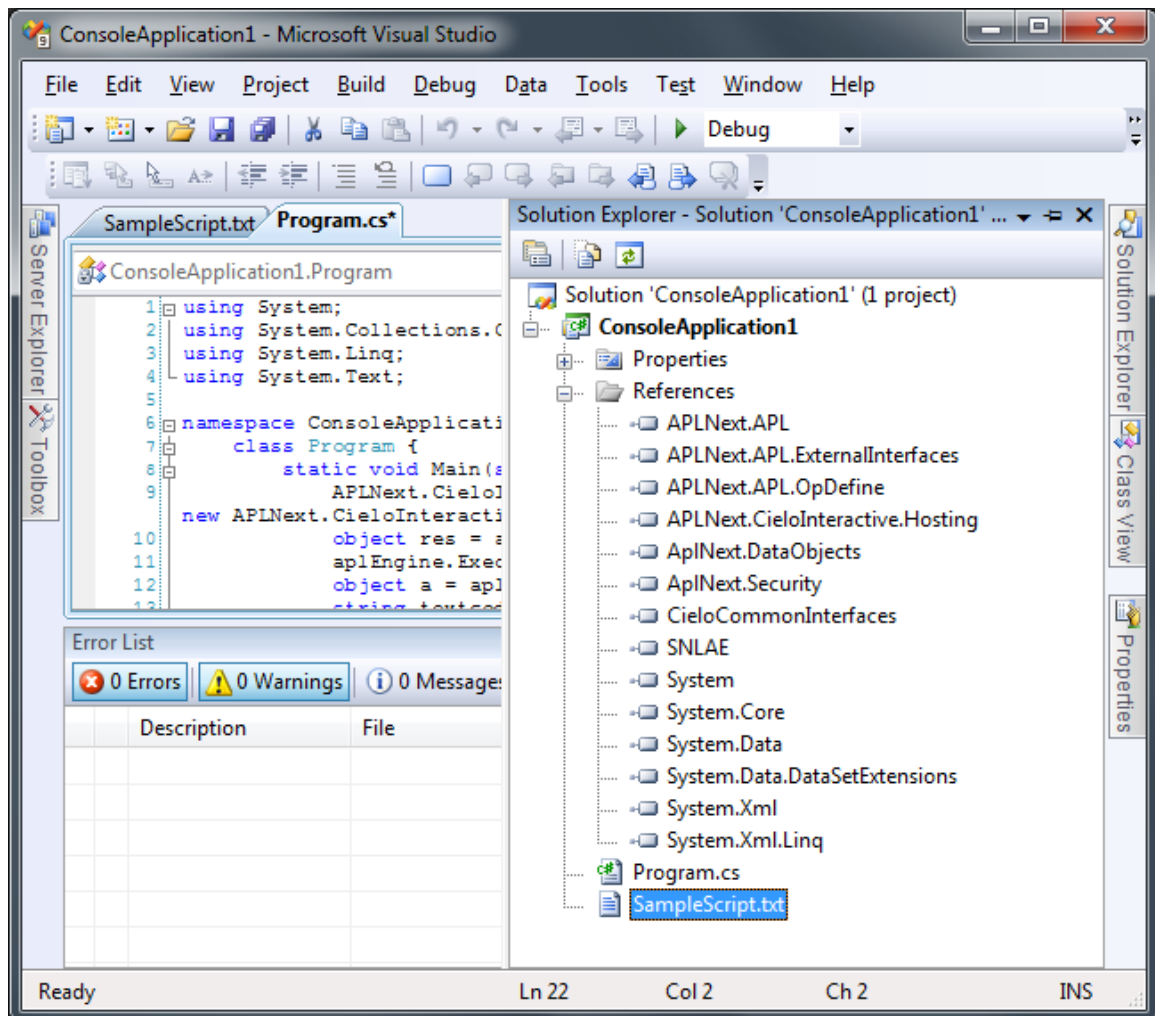 ConsoleApplication1 - Microsoft Visual Studio
File Edit View Project Build Debug Data Tools Test Window Help
Debug
SampleScript.txt Program.cs*
ConsoleApplication1.Program
1 using System;
2 using System.Collections.
3 using System.Linq;
4 using System.Text;
5
6 namespace ConsoleApplicati
7 class Program {
8 static void Main(
9 APLNext.Cielo
new APLNext.CieloInteracti
10 object res = a
11 aplEngine.Exec
12 object a = apl
13
Error List
0 Errors 0 Warnings 0 Messages
Description File
Server Explorer
Toolbox
Solution Explorer - Solution 'ConsoleApplication1' ...
Solution 'ConsoleApplication1' (1 project)
ConsoleApplication1
Properties
References
APLNext.APL
APLNext.APL.ExternalInterfaces
APLNext.APL.OpDefine
APLNext.CieloInteractive.Hosting
AplNext.DataObjects
AplNext.Security
CieloCommonInterfaces
SNLAE
System
System.Core
System.Data
System.Data.DataSetExtensions
System.Xml
System.Xml.Linq
Program.cs
SampleScript.txt
Solution Explorer
Class View
Properties
Ready Ln 22 Col 2 Ch 2 INS